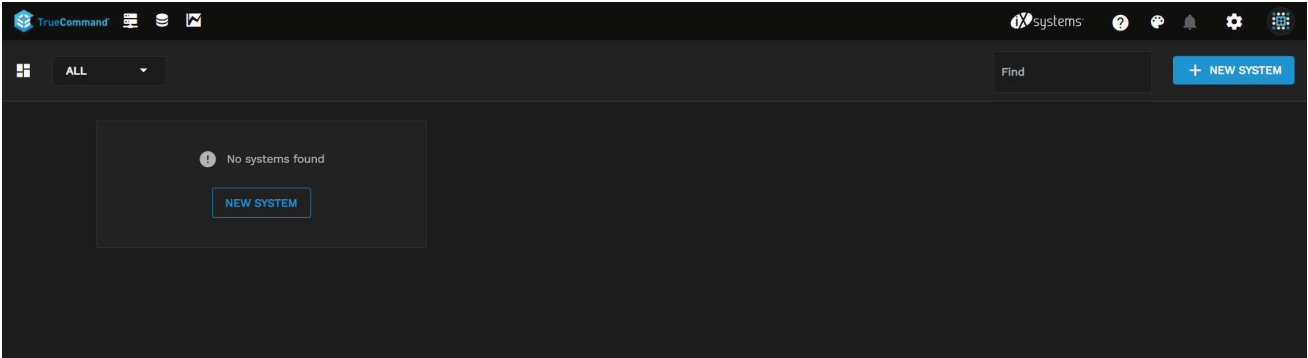 TrueCommand
iXsystems
ALL
Find
+ NEW SYSTEM
No systems found
NEW SYSTEM